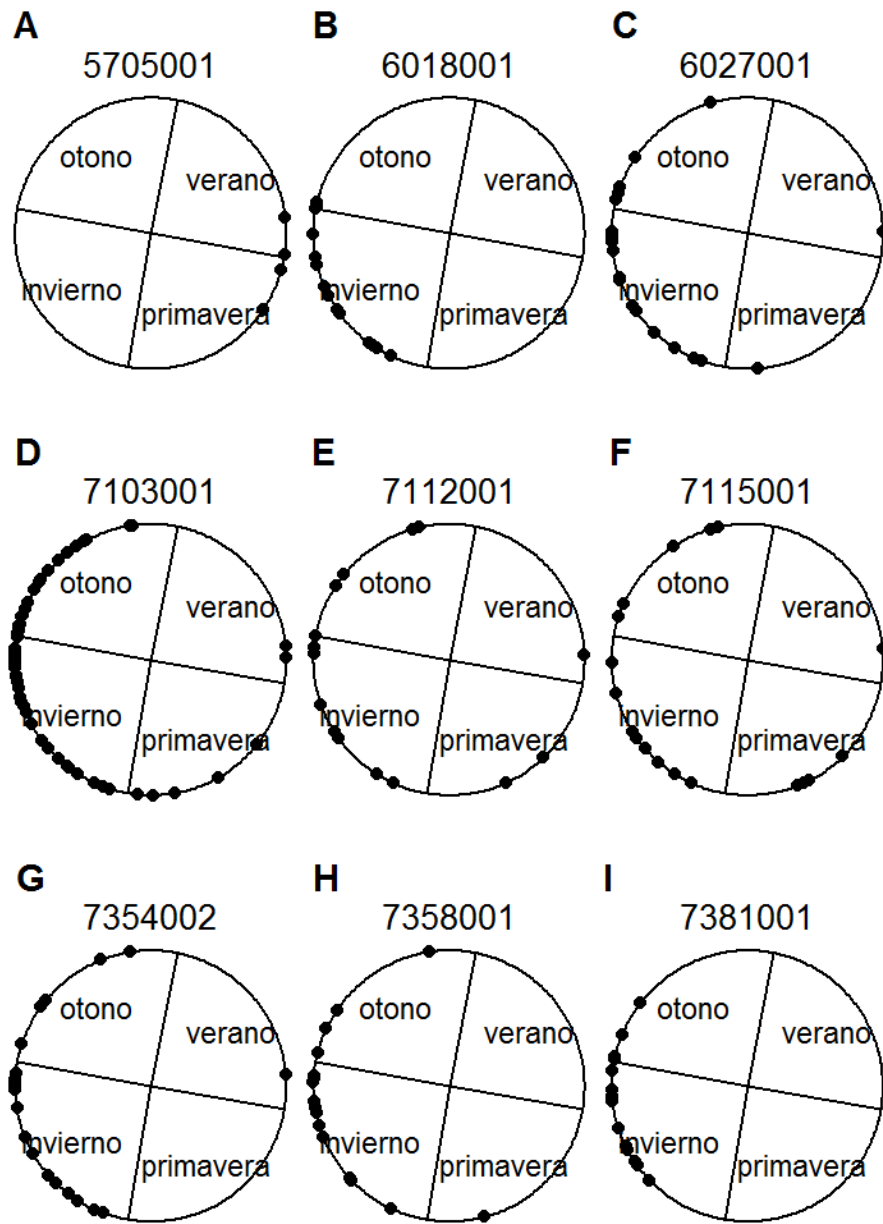 A B C
5705001 6018001 6027001
otono verano otono verano otono verano
invierno primavera invierno primavera invierno primavera
D E F
7103001 7112001 7115001
otono verano otono verano otono verano
invierno primavera invierno primavera invierno primavera
G H I
7354002 7358001 7381001
otono verano otono verano otono verano
invierno primavera invierno primavera invierno primavera